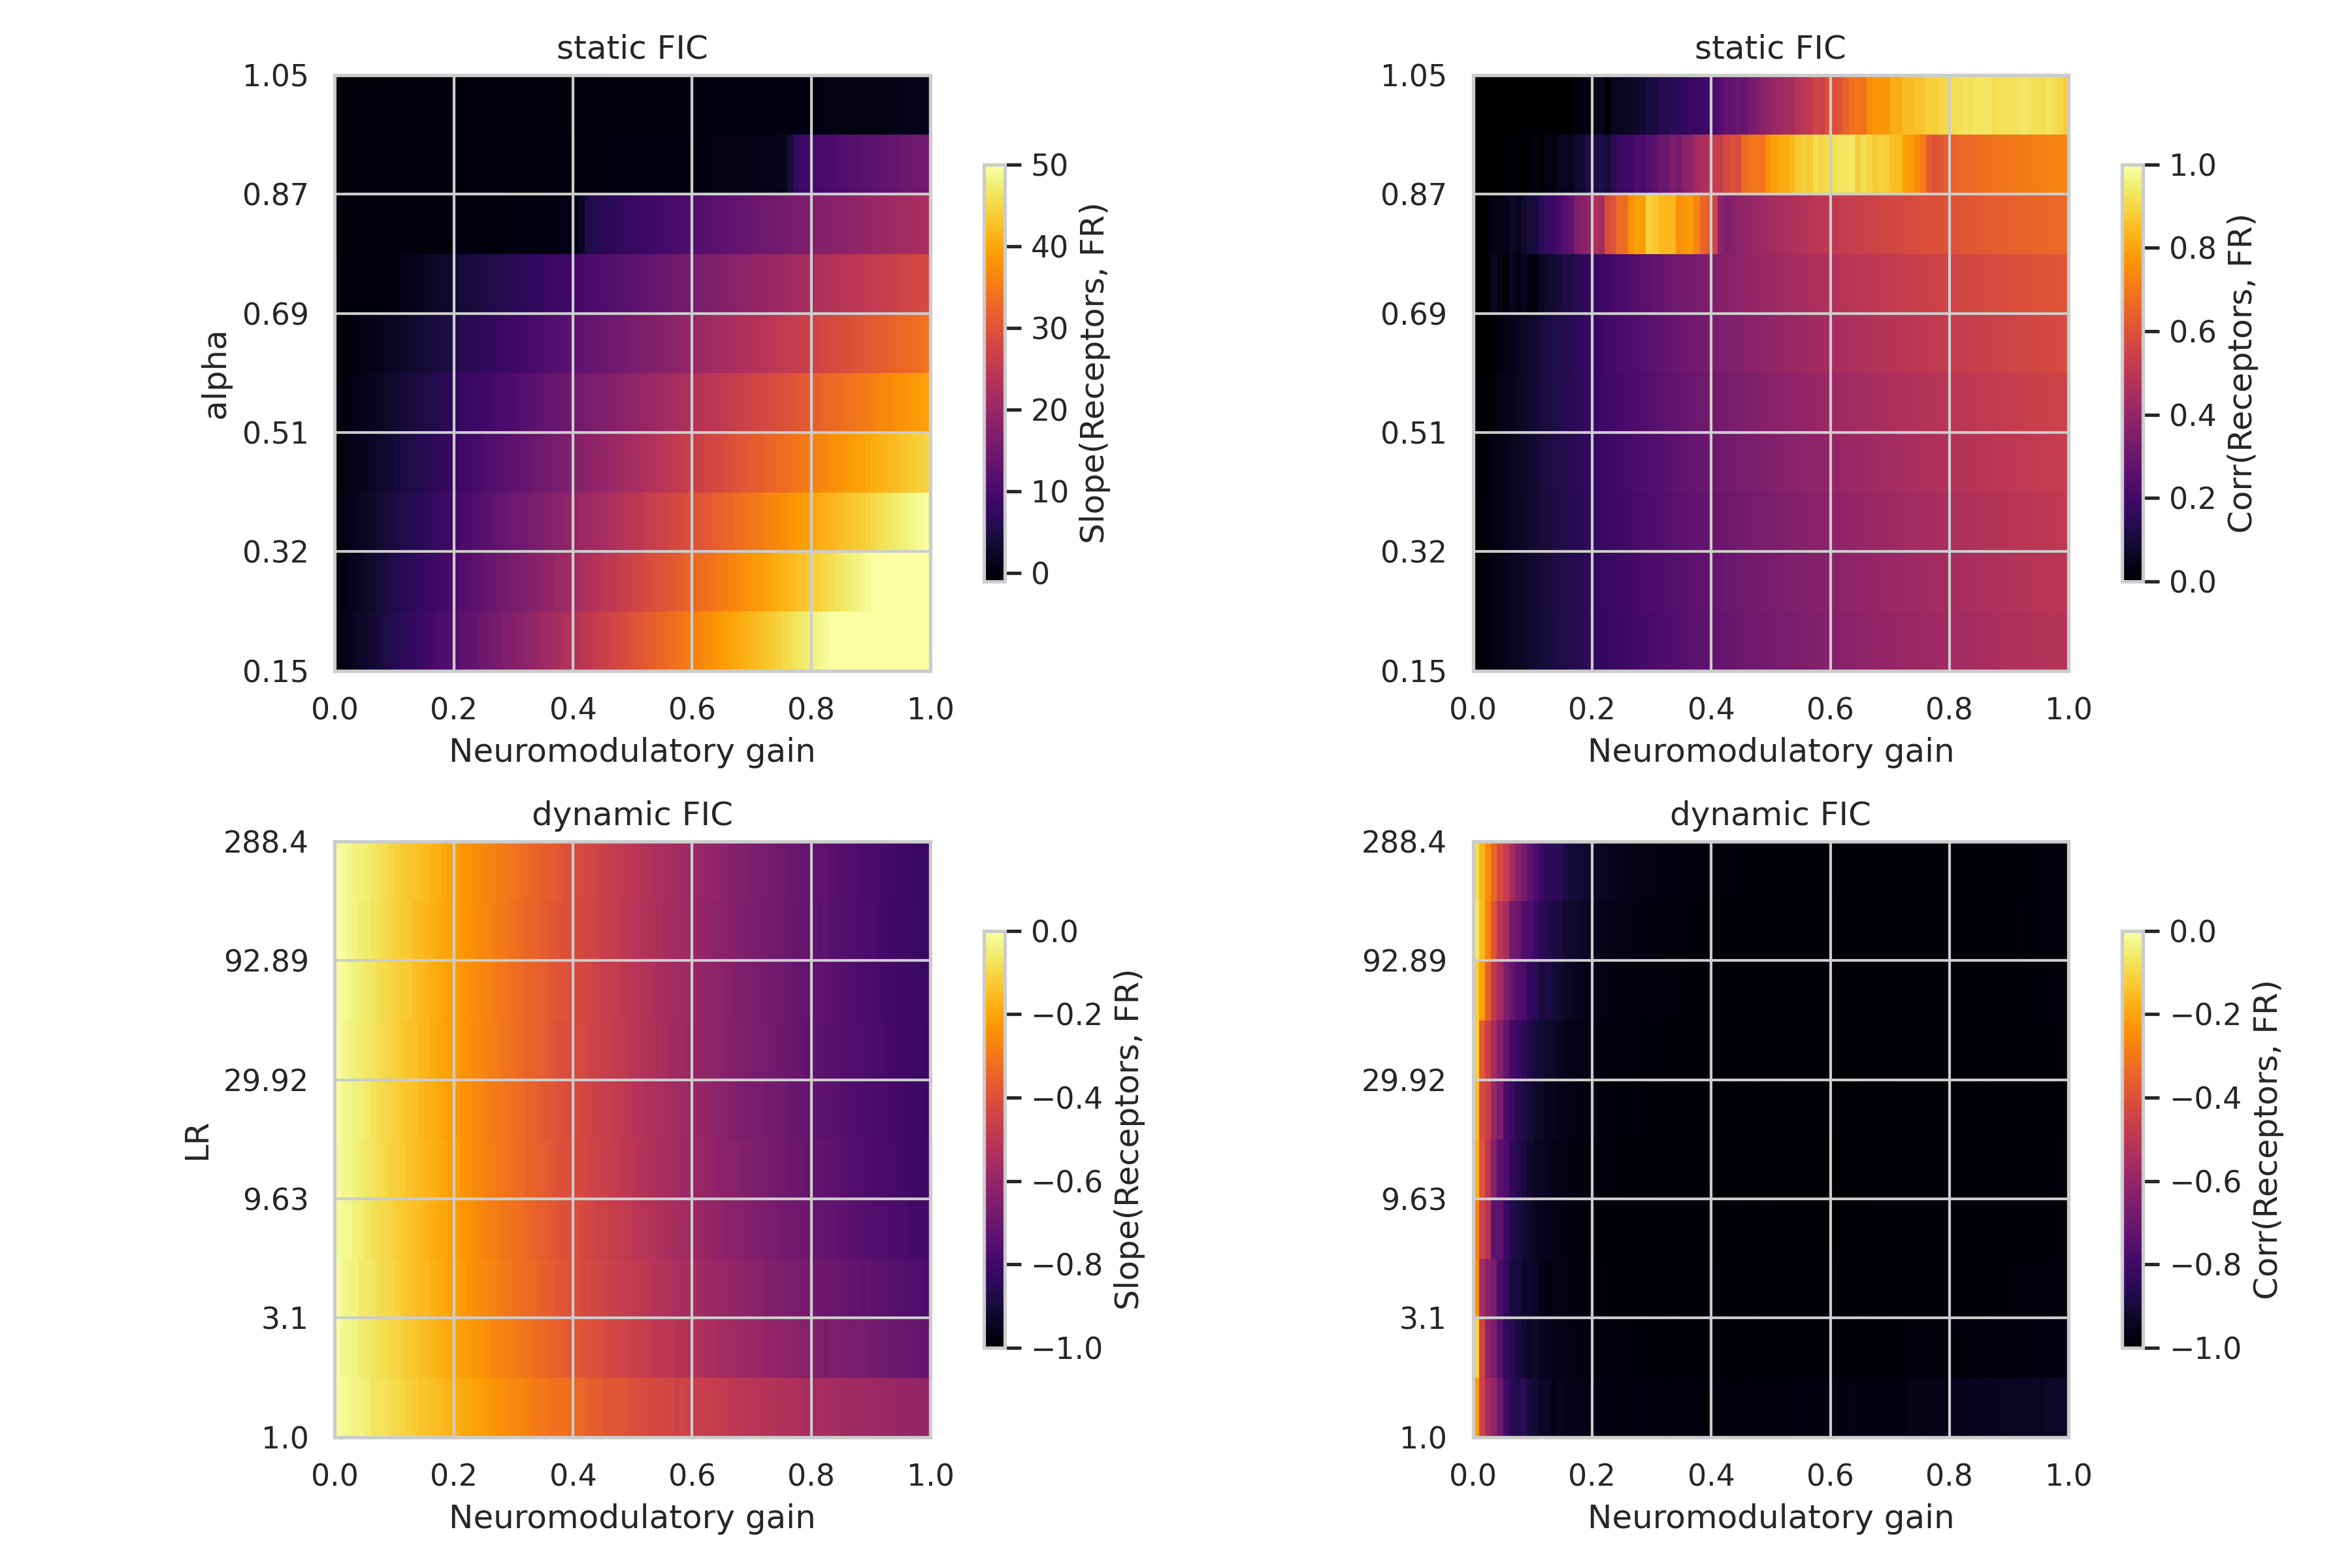 static FIC
1.05
0.87
0.69
0.51
0.32
0.15
alpha
0.0 0.2 0.4 0.6 0.8 1.0
Neuromodulatory gain
50
40
30
20
10
0
Slope(Receptors, FR)
static FIC
1.05
0.87
0.69
0.51
0.32
0.15
0.0 0.2 0.4 0.6 0.8 1.0
Neuromodulatory gain
1.0
0.8
0.6
0.4
0.2
0.0
Corr(Receptors, FR)
dynamic FIC
288.4
92.89
29.92
9.63
3.1
1.0
LR
0.0 0.2 0.4 0.6 0.8 1.0
Neuromodulatory gain
0.0
−0.2
−0.4
−0.6
−0.8
−1.0
Slope(Receptors, FR)
dynamic FIC
288.4
92.89
29.92
9.63
3.1
1.0
0.0 0.2 0.4 0.6 0.8 1.0
Neuromodulatory gain
0.0
−0.2
−0.4
−0.6
−0.8
−1.0
Corr(Receptors, FR)